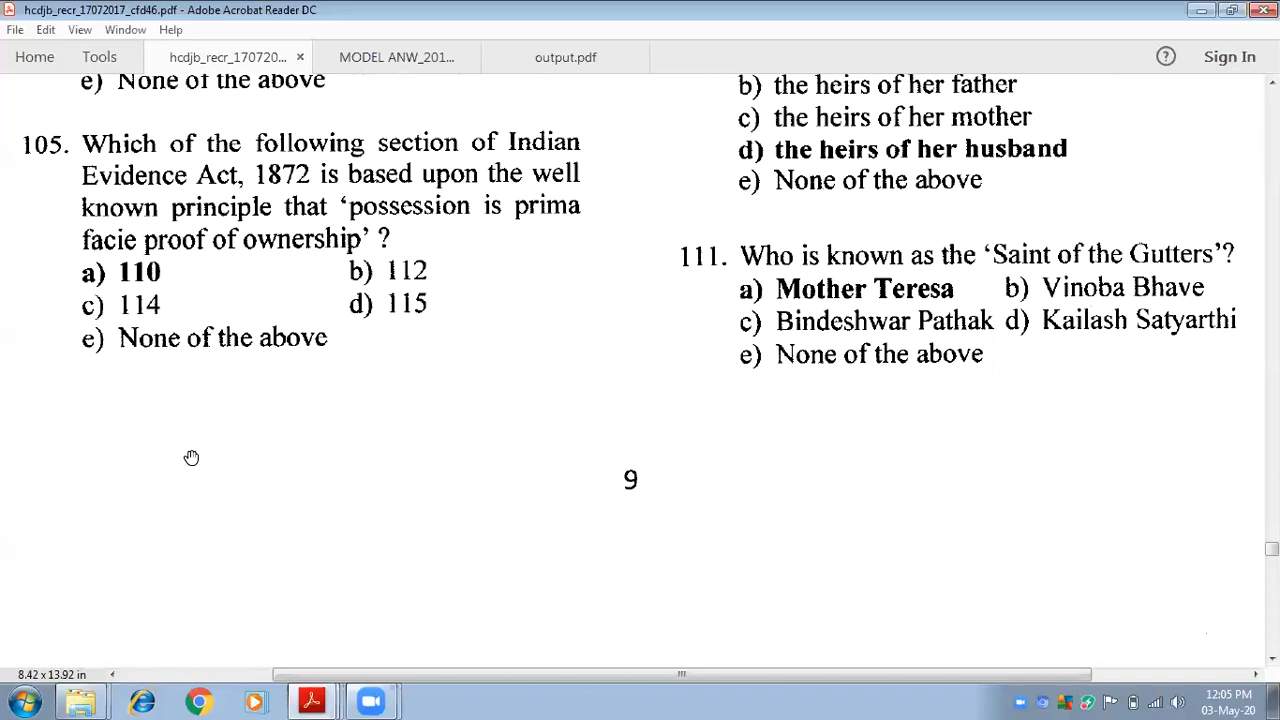 hcdjb_recr_17072017_cfd46.pdf - Adobe Acrobat Reader DC
File Edit View Window Help
Home Tools hcdjb_recr_170720... × MODEL ANW_201... output.pdf ? Sign In
e) None of the above
105. Which of the following section of Indian
Evidence Act, 1872 is based upon the well
known principle that ‘possession is prima
facie proof of ownership’ ?
a) 110 b) 112
c) 114 d) 115
e) None of the above
b) the heirs of her father
c) the heirs of her mother
d) the heirs of her husband
e) None of the above
111. Who is known as the ‘Saint of the Gutters’?
a) Mother Teresa b) Vinoba Bhave
c) Bindeshwar Pathak d) Kailash Satyarthi
e) None of the above
9
8.42 x 13.92 in
12:05 PM
03-May-20